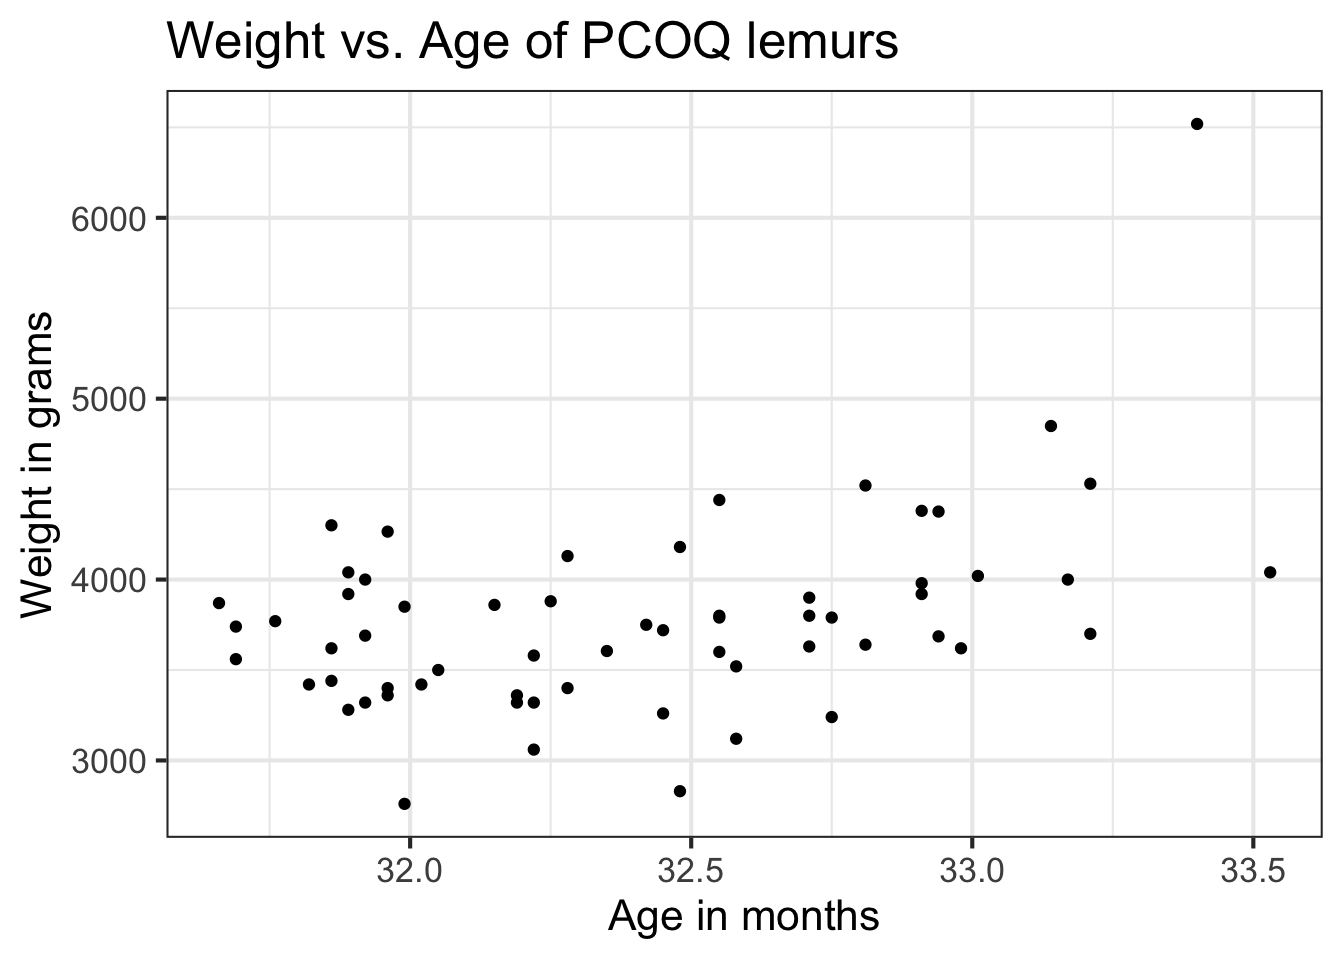 Weight vs. Age of PCOQ lemurs
Weight in grams
6000
5000
4000
3000
32.0 32.5 33.0 33.5
Age in months